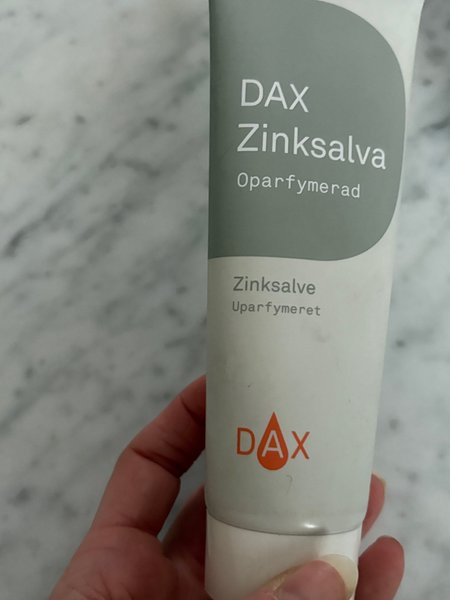 DAX
Zinksalva
Oparfymerad
Zinksalve
Uparfymeret
DAX